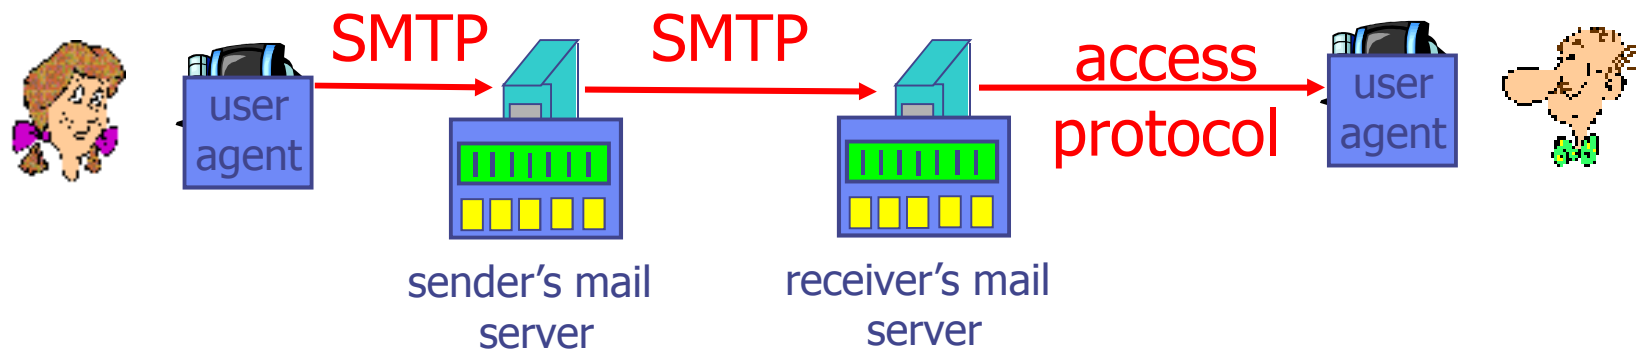 SMTP
SMTP
access
protocol
user
agent
user
agent
sender’s mail
server
receiver’s mail
server